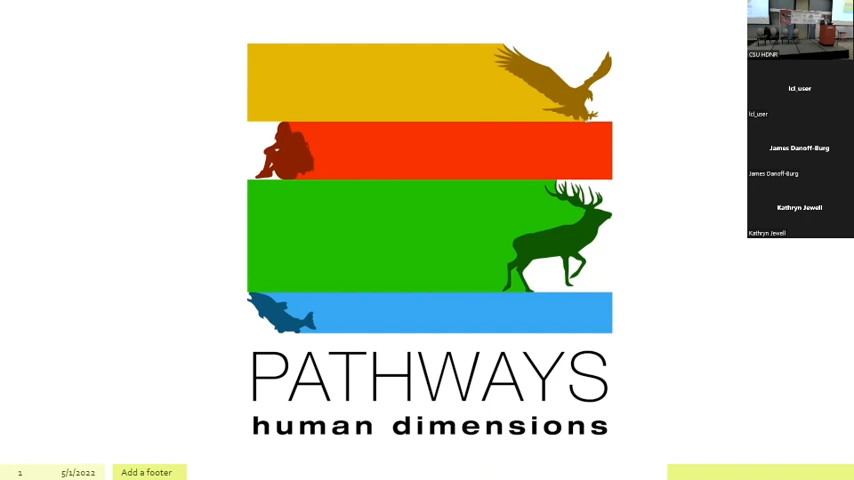 PATHWAYS
human dimensions
1
5/1/2022
Add a footer
CSU HDNR
lcl_user
lcl_user
James Danoff-Burg
James Danoff-Burg
Kathryn Jewell
Kathryn Jewell